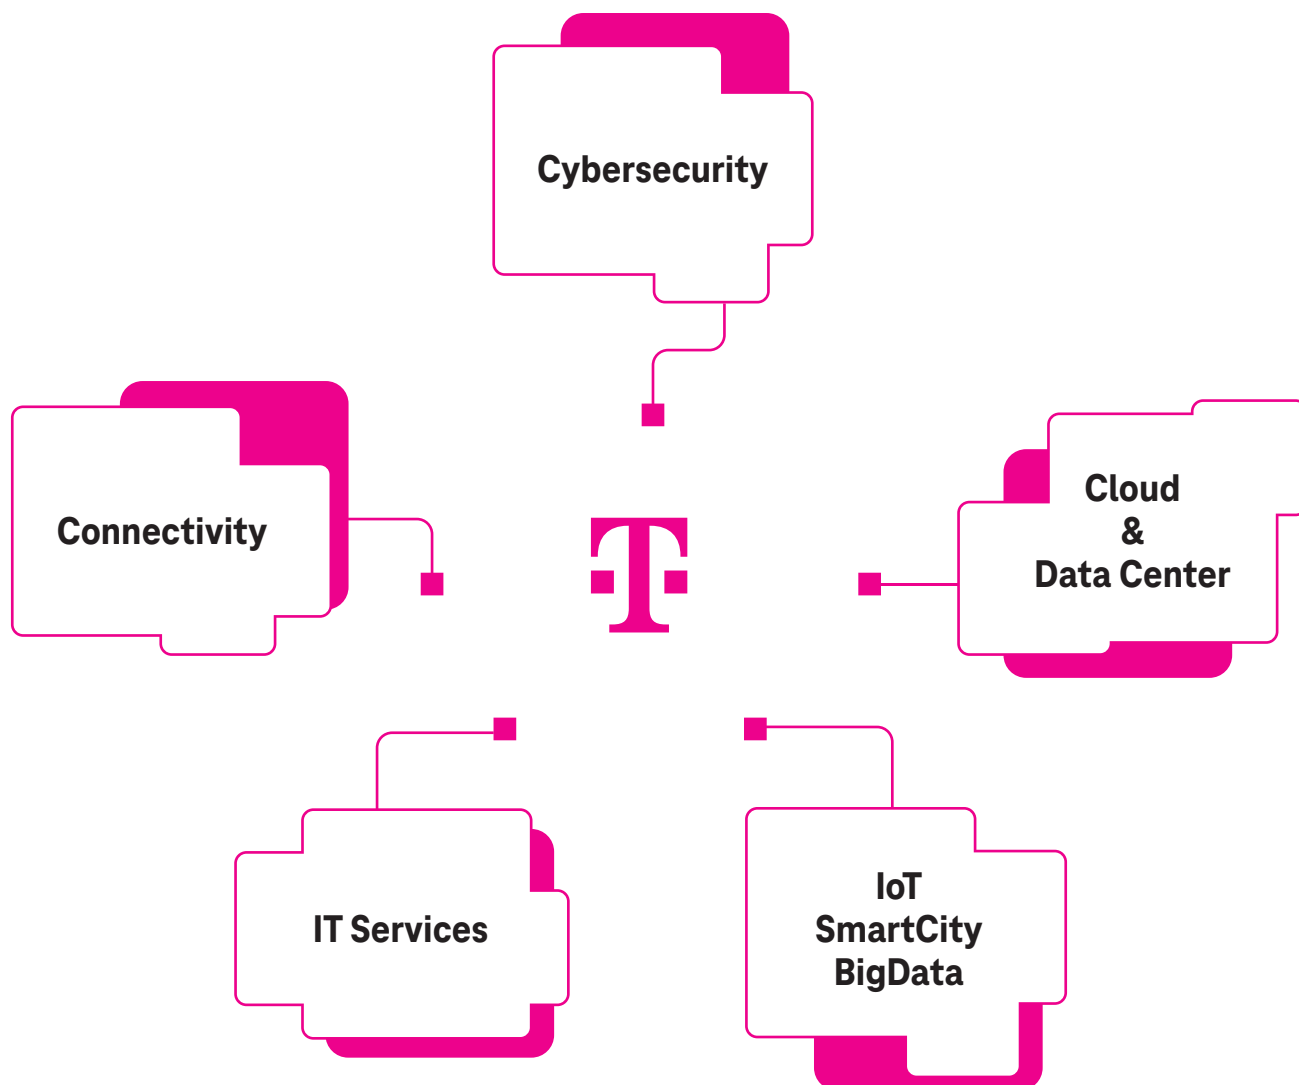 Cybersecurity
Connectivity
Cloud
&
Data Center
T
IT Services
IoT
SmartCity
BigData